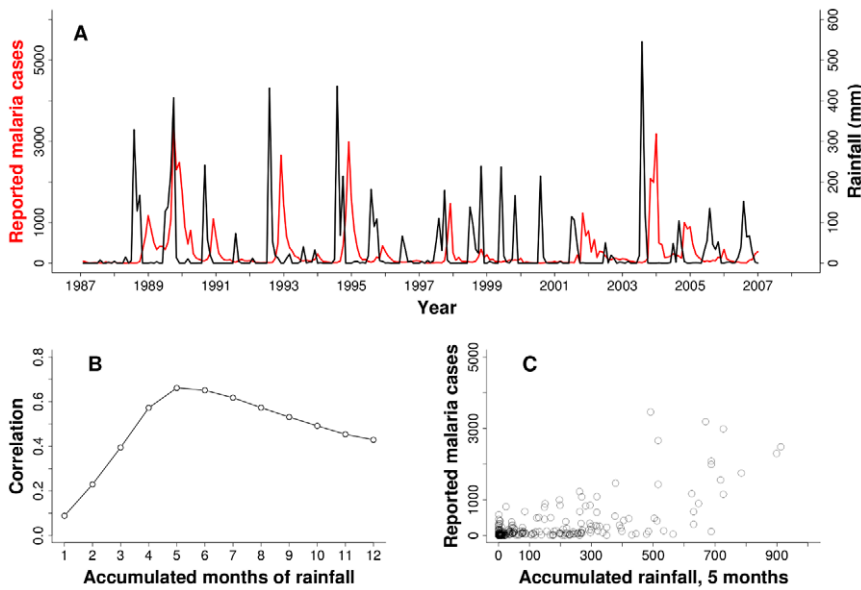 A
Reported malaria cases
0 1000 3000 5000
1987 1989 1991 1993 1995 1997 1999 2001 2003 2005 2007
Year
0 100 200 300 400 500 600
Rainfall (mm)
B
Correlation
0.0 0.2 0.4 0.6 0.8
1 2 3 4 5 6 7 8 9 10 11 12
Accumulated months of rainfall
C
Reported malaria cases
0 1000 3000 5000
0 100 300 500 700 900
Accumulated rainfall, 5 months